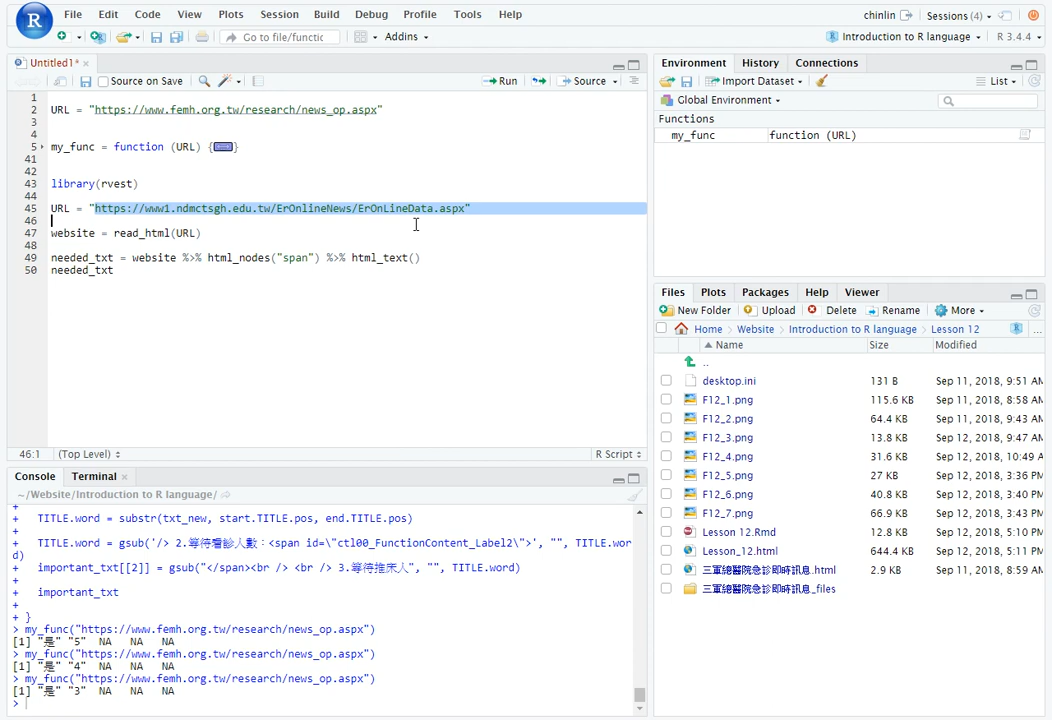 File Edit Code View Plots Session Build Debug Profile Tools Help
chinlin Sessions (4)
Go to file/functic Addins
Introduction to R language R 3.4.4
Untitled1* ×
Source on Save Run Source
1
2 URL = "https://www.femh.org.tw/research/news_op.aspx"
3
4
5 my_func = function (URL) {}
41
42
43 library(rvest)
44
45 URL = "https://www1.ndmctsgh.edu.tw/ErOnlineNews/ErOnLineData.aspx"
46
47 website = read_html(URL)
48
49 needed_txt = website %>% html_nodes("span") %>% html_text()
50 needed_txt
46:1 (Top Level) R Script
Console Terminal ×
~/Website/Introduction to R language/
+
+ TITLE.word = substr(txt_new, start.TITLE.pos, end.TITLE.pos)
+
+ TITLE.word = gsub('/> 2.等待看診人數：<span id=\"ctl00_FunctionContent_Label2\">', "", TITLE.wor
d)
+ important_txt[[2]] = gsub("</span><br /> <br /> 3.等待推床人", "", TITLE.word)
+
+ important_txt
+
+ }
> my_func("https://www.femh.org.tw/research/news_op.aspx")
[1] "是" "5" NA NA NA
> my_func("https://www.femh.org.tw/research/news_op.aspx")
[1] "是" "4" NA NA NA
> my_func("https://www.femh.org.tw/research/news_op.aspx")
[1] "是" "3" NA NA NA
>
Environment History Connections
Import Dataset List
Global Environment
Functions
my_func function (URL)
Files Plots Packages Help Viewer
New Folder Upload Delete Rename More
Home Website Introduction to R language Lesson 12 ...
Name Size Modified
..
desktop.ini 131 B Sep 11, 2018, 9:51 AM
F12_1.png 115.6 KB Sep 11, 2018, 8:58 AM
F12_2.png 64.4 KB Sep 11, 2018, 9:43 AM
F12_3.png 13.8 KB Sep 12, 2018, 9:47 AM
F12_4.png 31.6 KB Sep 12, 2018, 10:49 A
F12_5.png 27 KB Sep 12, 2018, 3:36 PM
F12_6.png 40.8 KB Sep 12, 2018, 3:40 PM
F12_7.png 66.9 KB Sep 12, 2018, 3:43 PM
Lesson 12.Rmd 12.8 KB Sep 12, 2018, 5:10 PM
Lesson_12.html 644.4 KB Sep 12, 2018, 5:11 PM
三軍總醫院急診即時訊息.html 2.9 KB Sep 11, 2018, 8:59 AM
三軍總醫院急診即時訊息_files